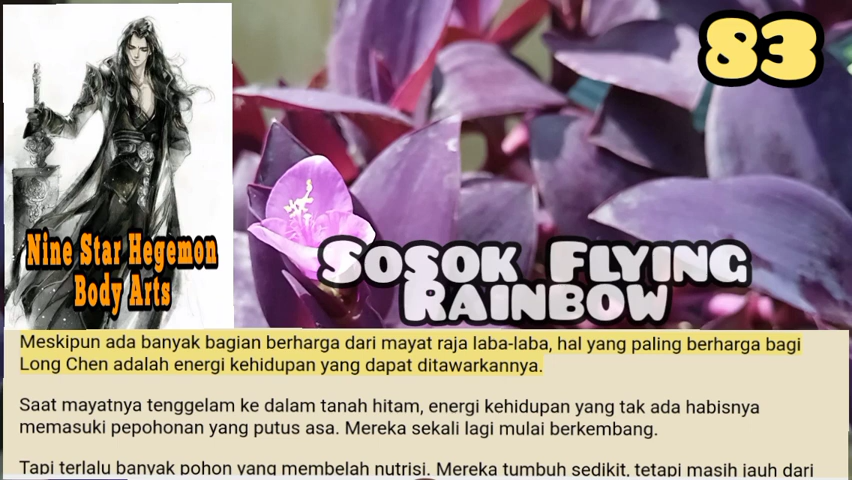 83
Nine Star Hegemon
Body Arts
Sosok Flying
Rainbow
Meskipun ada banyak bagian berharga dari mayat raja laba-laba, hal yang paling berharga bagi
Long Chen adalah energi kehidupan yang dapat ditawarkannya.
Saat mayatnya tenggelam ke dalam tanah hitam, energi kehidupan yang tak ada habisnya
memasuki pepohonan yang putus asa. Mereka sekali lagi mulai berkembang.
Tapi terlalu banyak pohon yang membelah nutrisi. Mereka tumbuh sedikit, tetapi masih jauh dari